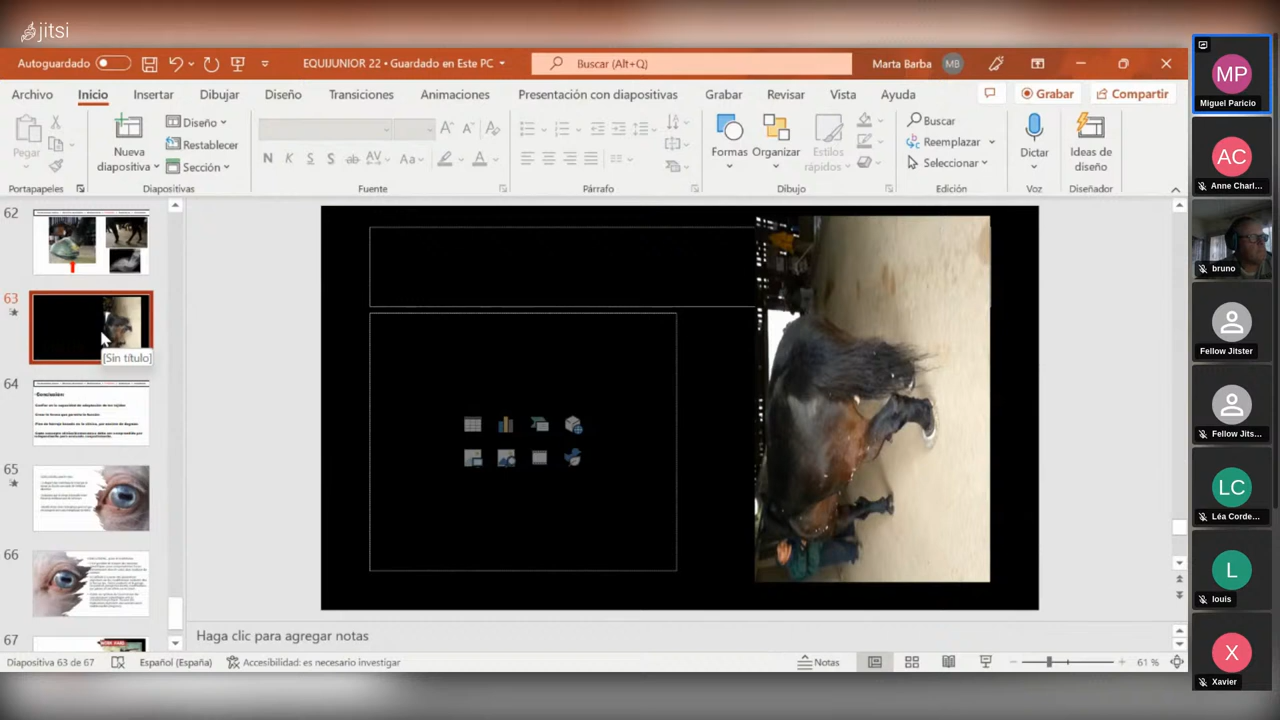 jitsi
Autoguardado
EQUIJUNIOR 22 • Guardado en Este PC
Buscar (Alt+Q)
Marta Barba
MB
Archivo
Inicio
Insertar
Dibujar
Diseño
Transiciones
Animaciones
Presentación con diapositivas
Grabar
Revisar
Vista
Ayuda
Grabar
Compartir
Pegar
Nueva
diapositiva
Diseño
Restablecer
Sección
N K S S ab AV Aa A
Formas
Organizar
Estilos
rápidos
Buscar
Reemplazar
Seleccionar
Dictar
Ideas de
diseño
Portapapeles
Diapositivas
Fuente
Párrafo
Dibujo
Edición
Voz
Diseñador
62
63
[Sin título]
64
Conclusión:
65
66
67
Haga clic para agregar notas
Diapositiva 63 de 67
Español (España)
Accesibilidad: es necesario investigar
Notas
61 %
MP
Miguel Paricio
AC
Anne Charl...
bruno
Fellow Jitster
Fellow Jits...
LC
Léa Corde...
L
louis
X
Xavier